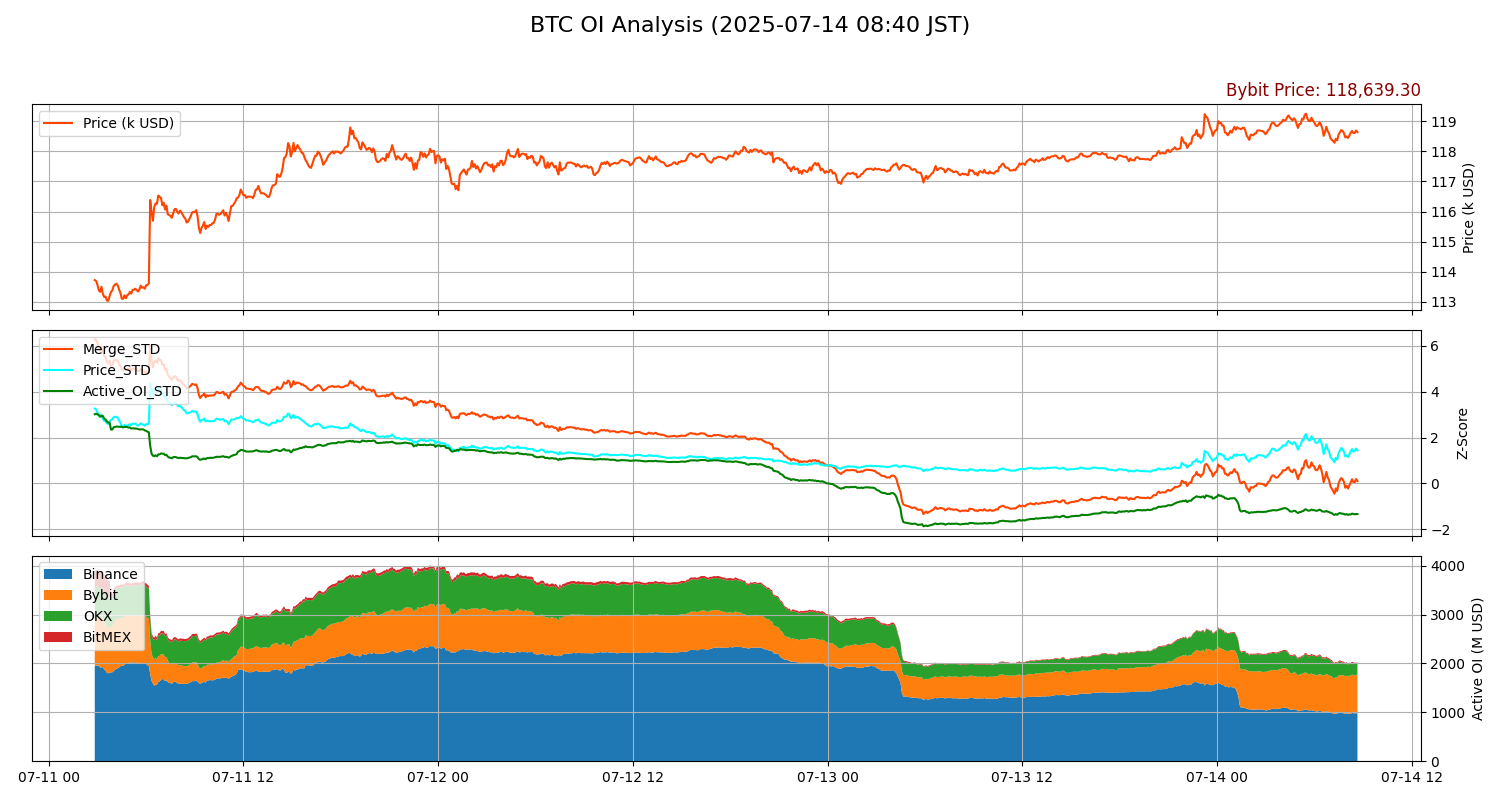 BTC OI Analysis (2025-07-14 08:40 JST)
Bybit Price: 118,639.30
Price (k USD)
119
118
117
116
115
114
113
Price (k USD)
Merge_STD
Price_STD
Active_OI_STD
6
4
2
0
−2
Z-Score
Binance
Bybit
OKX
BitMEX
4000
3000
2000
1000
0
Active OI (M USD)
07-11 00
07-11 12
07-12 00
07-12 12
07-13 00
07-13 12
07-14 00
07-14 12